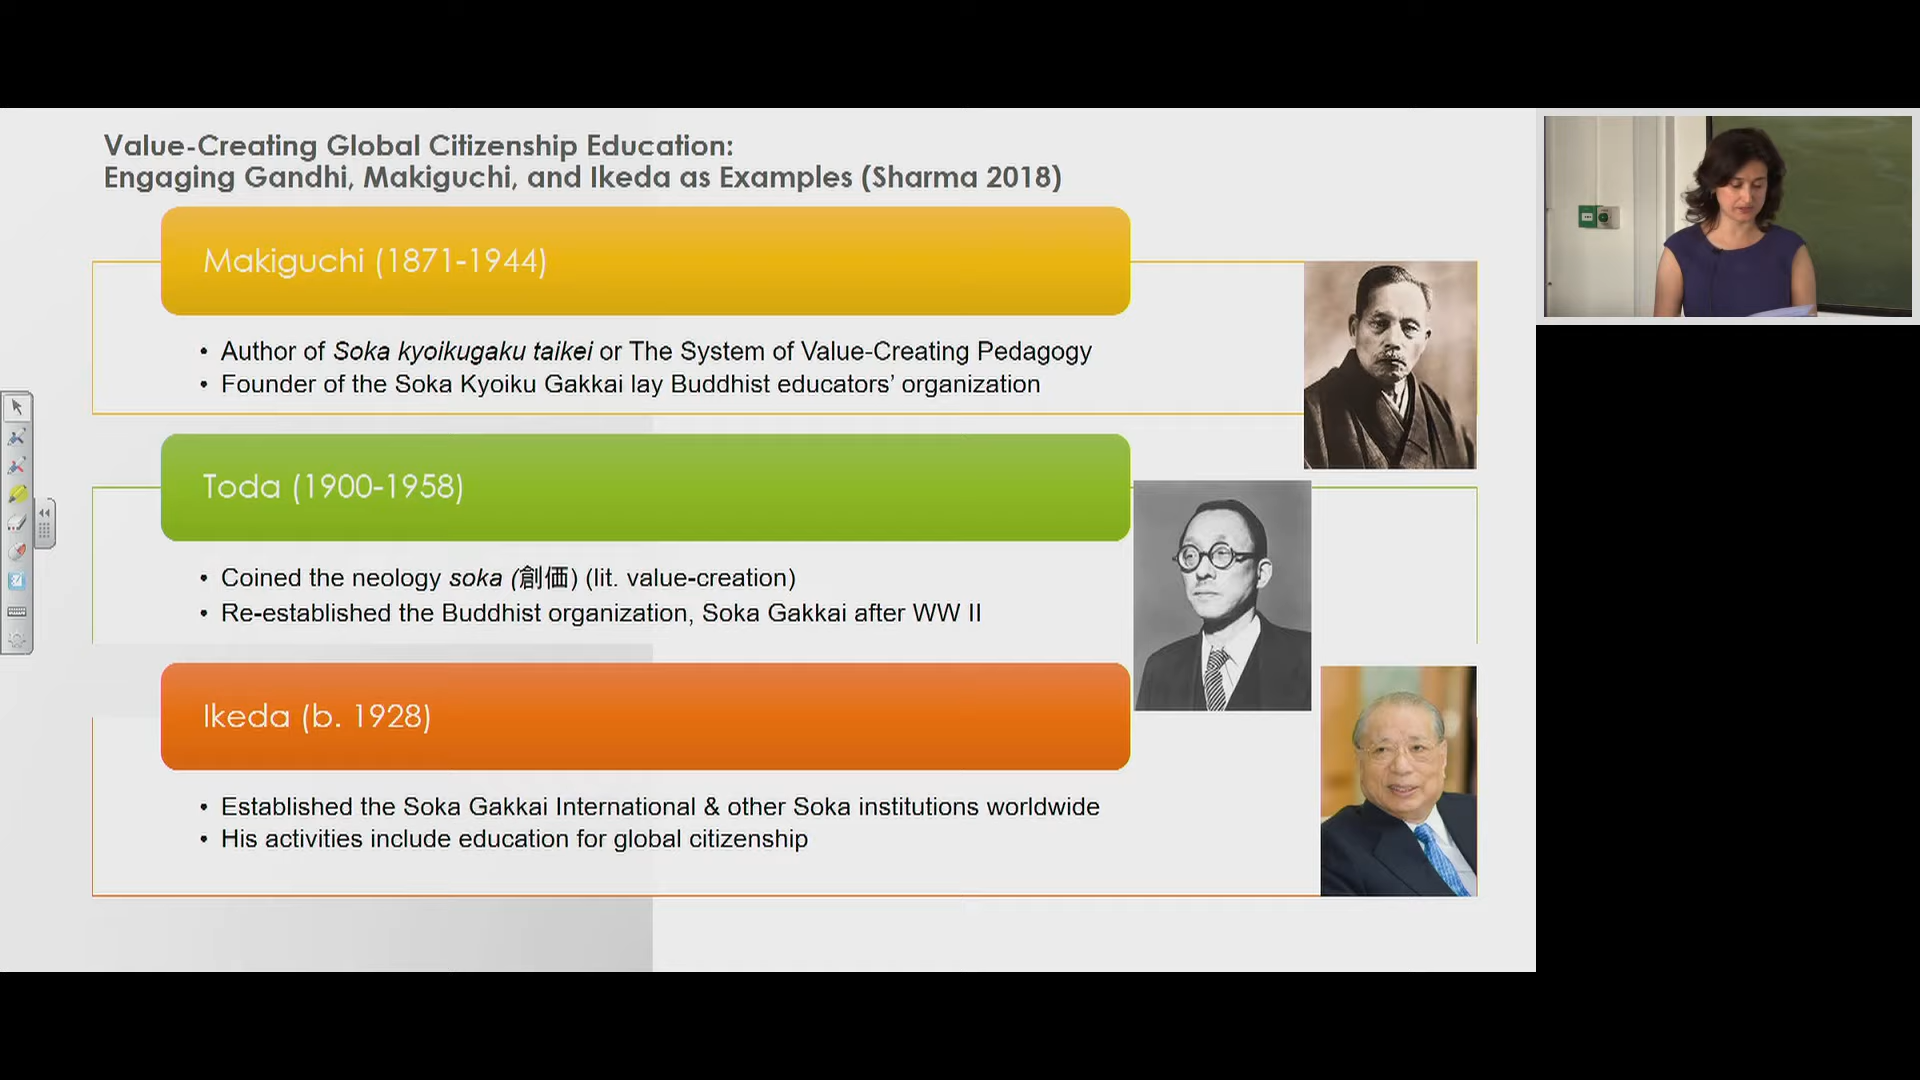 Value-Creating Global Citizenship Education:
Engaging Gandhi, Makiguchi, and Ikeda as Examples (Sharma 2018)
Makiguchi (1871-1944)
• Author of Soka kyoikugaku taikei or The System of Value-Creating Pedagogy
• Founder of the Soka Kyoiku Gakkai lay Buddhist educators’ organization
Toda (1900-1958)
• Coined the neology soka (創価) (lit. value-creation)
• Re-established the Buddhist organization, Soka Gakkai after WW II
Ikeda (b. 1928)
• Established the Soka Gakkai International & other Soka institutions worldwide
• His activities include education for global citizenship